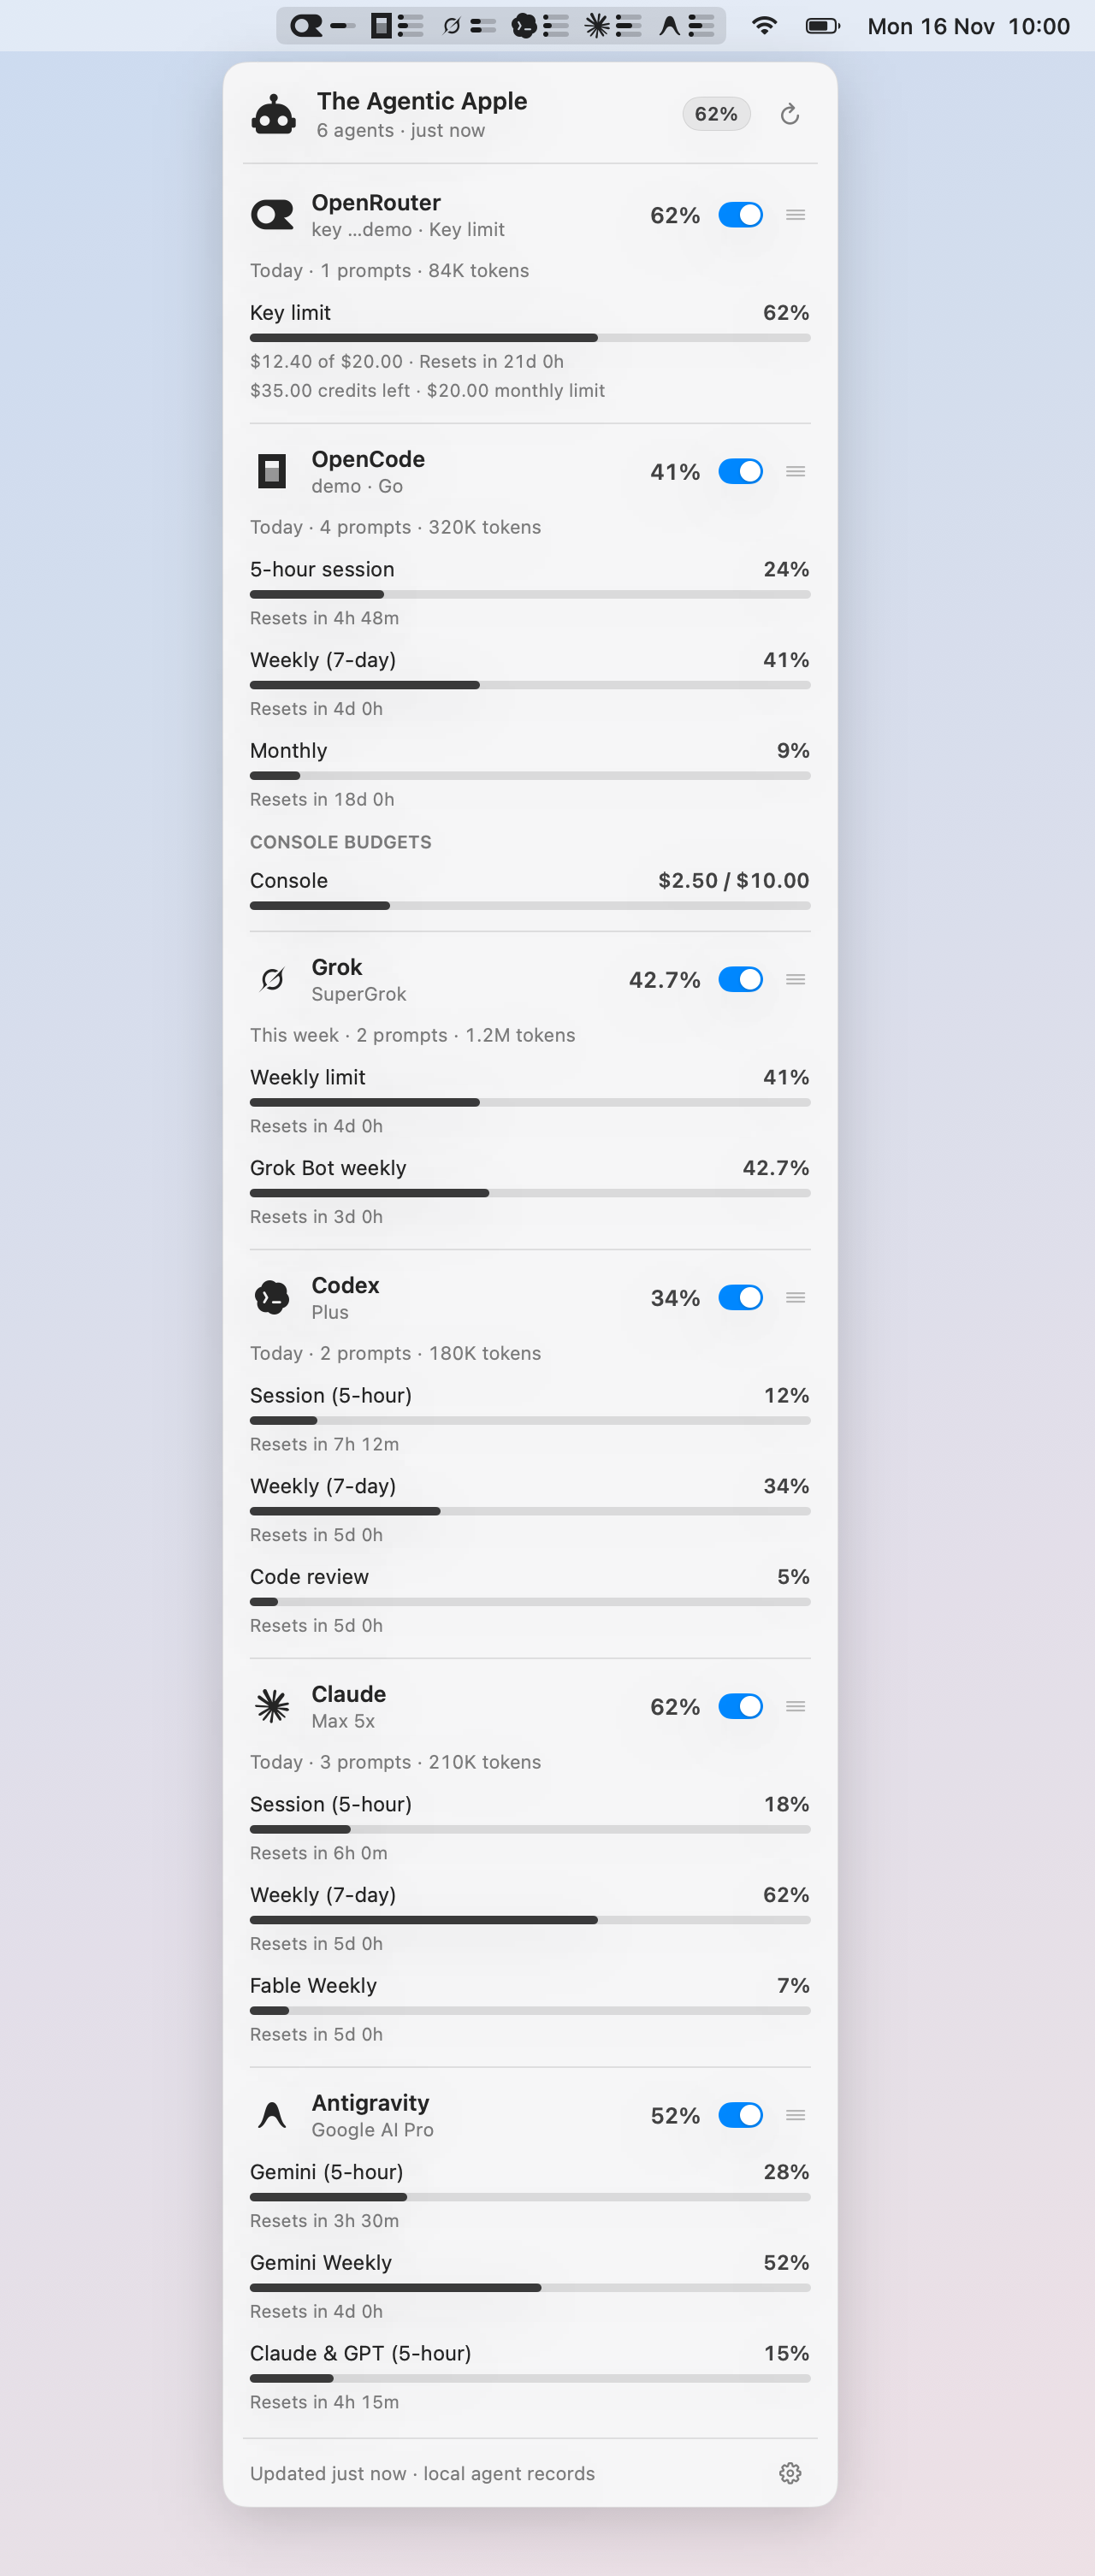 Mon 16 Nov 10:00
The Agentic Apple
6 agents · just now
62%
OpenRouter
key ...demo · Key limit
62%
Today · 1 prompts · 84K tokens
Key limit
62%
$12.40 of $20.00 · Resets in 21d 0h
$35.00 credits left · $20.00 monthly limit
OpenCode
demo · Go
41%
Today · 4 prompts · 320K tokens
5-hour session
24%
Resets in 4h 48m
Weekly (7-day)
41%
Resets in 4d 0h
Monthly
9%
Resets in 18d 0h
CONSOLE BUDGETS
Console
$2.50 / $10.00
Grok
SuperGrok
42.7%
This week · 2 prompts · 1.2M tokens
Weekly limit
41%
Resets in 4d 0h
Grok Bot weekly
42.7%
Resets in 3d 0h
Codex
Plus
34%
Today · 2 prompts · 180K tokens
Session (5-hour)
12%
Resets in 7h 12m
Weekly (7-day)
34%
Resets in 5d 0h
Code review
5%
Resets in 5d 0h
Claude
Max 5x
62%
Today · 3 prompts · 210K tokens
Session (5-hour)
18%
Resets in 6h 0m
Weekly (7-day)
62%
Resets in 5d 0h
Fable Weekly
7%
Resets in 5d 0h
Antigravity
Google AI Pro
52%
Gemini (5-hour)
28%
Resets in 3h 30m
Gemini Weekly
52%
Resets in 4d 0h
Claude & GPT (5-hour)
15%
Resets in 4h 15m
Updated just now · local agent records